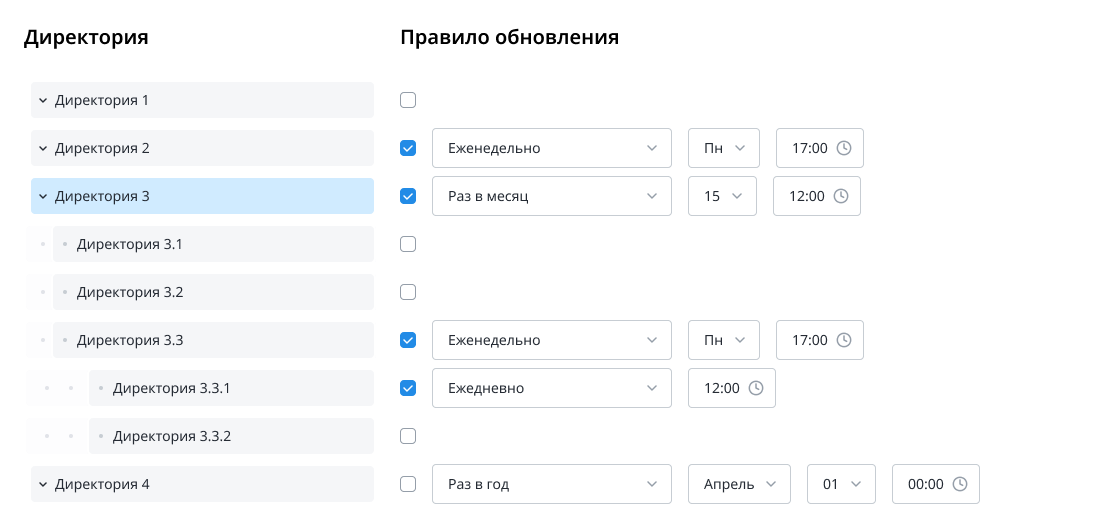 Директория Правило обновления
Директория 1
Директория 2 Еженедельно Пн 17:00
Директория 3 Раз в месяц 15 12:00
Директория 3.1
Директория 3.2
Директория 3.3 Еженедельно Пн 17:00
Директория 3.3.1 Ежедневно 12:00
Директория 3.3.2
Директория 4 Раз в год Апрель 01 00:00